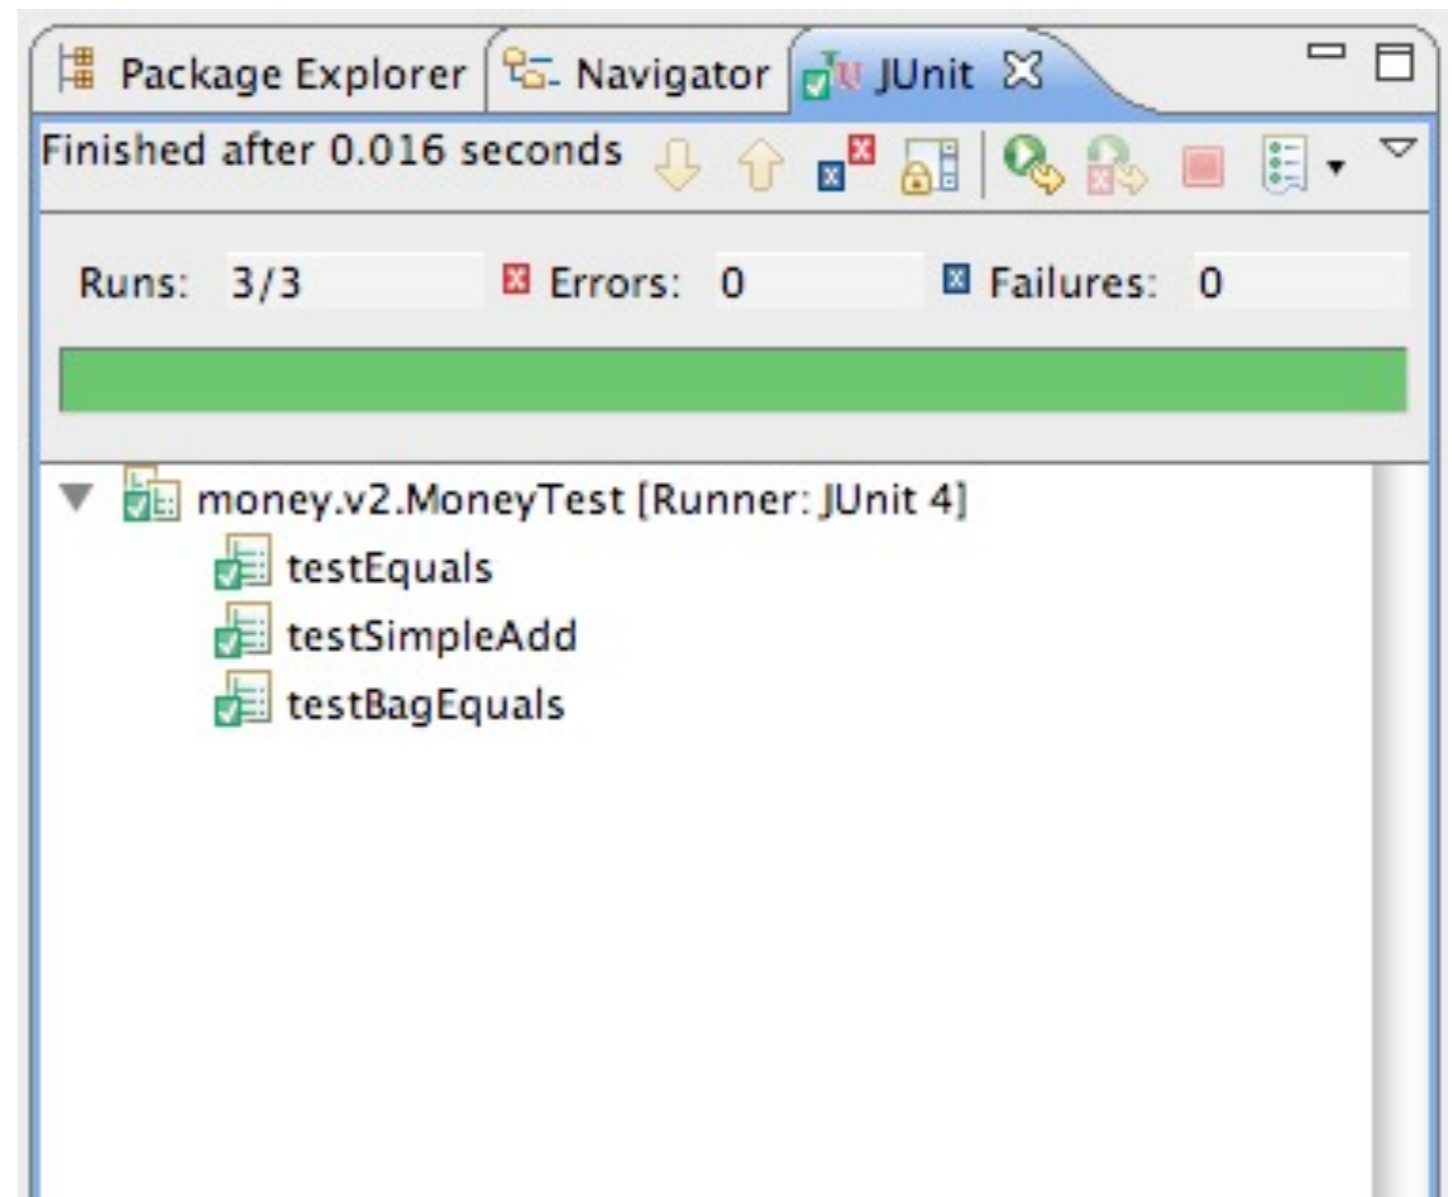 Package Explorer Navigator JUnit
Finished after 0.016 seconds
Runs: 3/3 Errors: 0 Failures: 0
money.v2.MoneyTest [Runner: JUnit 4]
testEquals
testSimpleAdd
testBagEquals